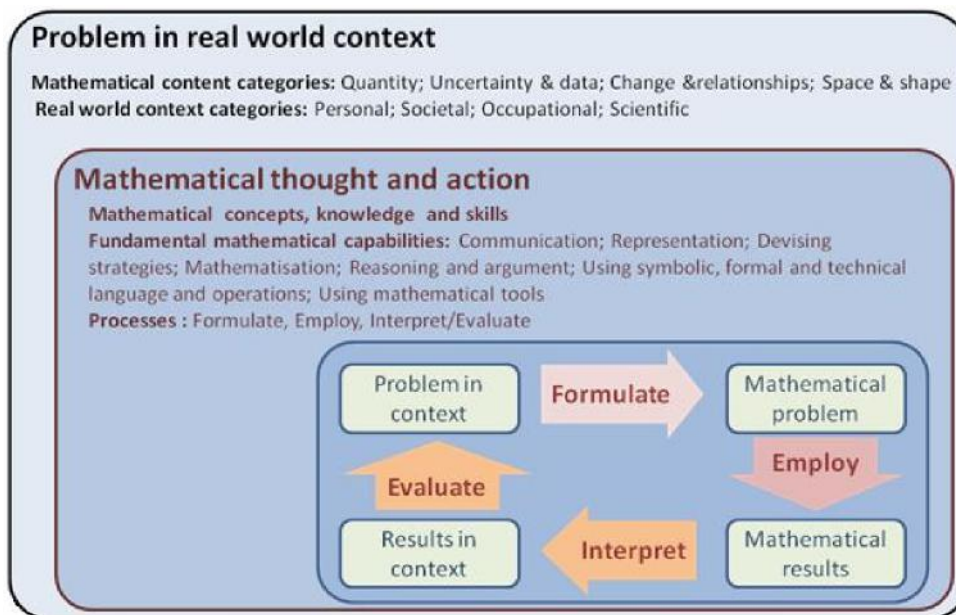 Problem in real world context
Mathematical content categories: Quantity; Uncertainty & data; Change &relationships; Space & shape
Real world context categories: Personal; Societal; Occupational; Scientific
Mathematical thought and action
Mathematical concepts, knowledge and skills
Fundamental mathematical capabilities: Communication; Representation; Devising
strategies; Mathematisation; Reasoning and argument; Using symbolic, formal and technical
language and operations; Using mathematical tools
Processes : Formulate, Employ, Interpret/Evaluate
Problem in
context
Formulate
Mathematical
problem
Evaluate
Employ
Results in
context
Interpret
Mathematical
results